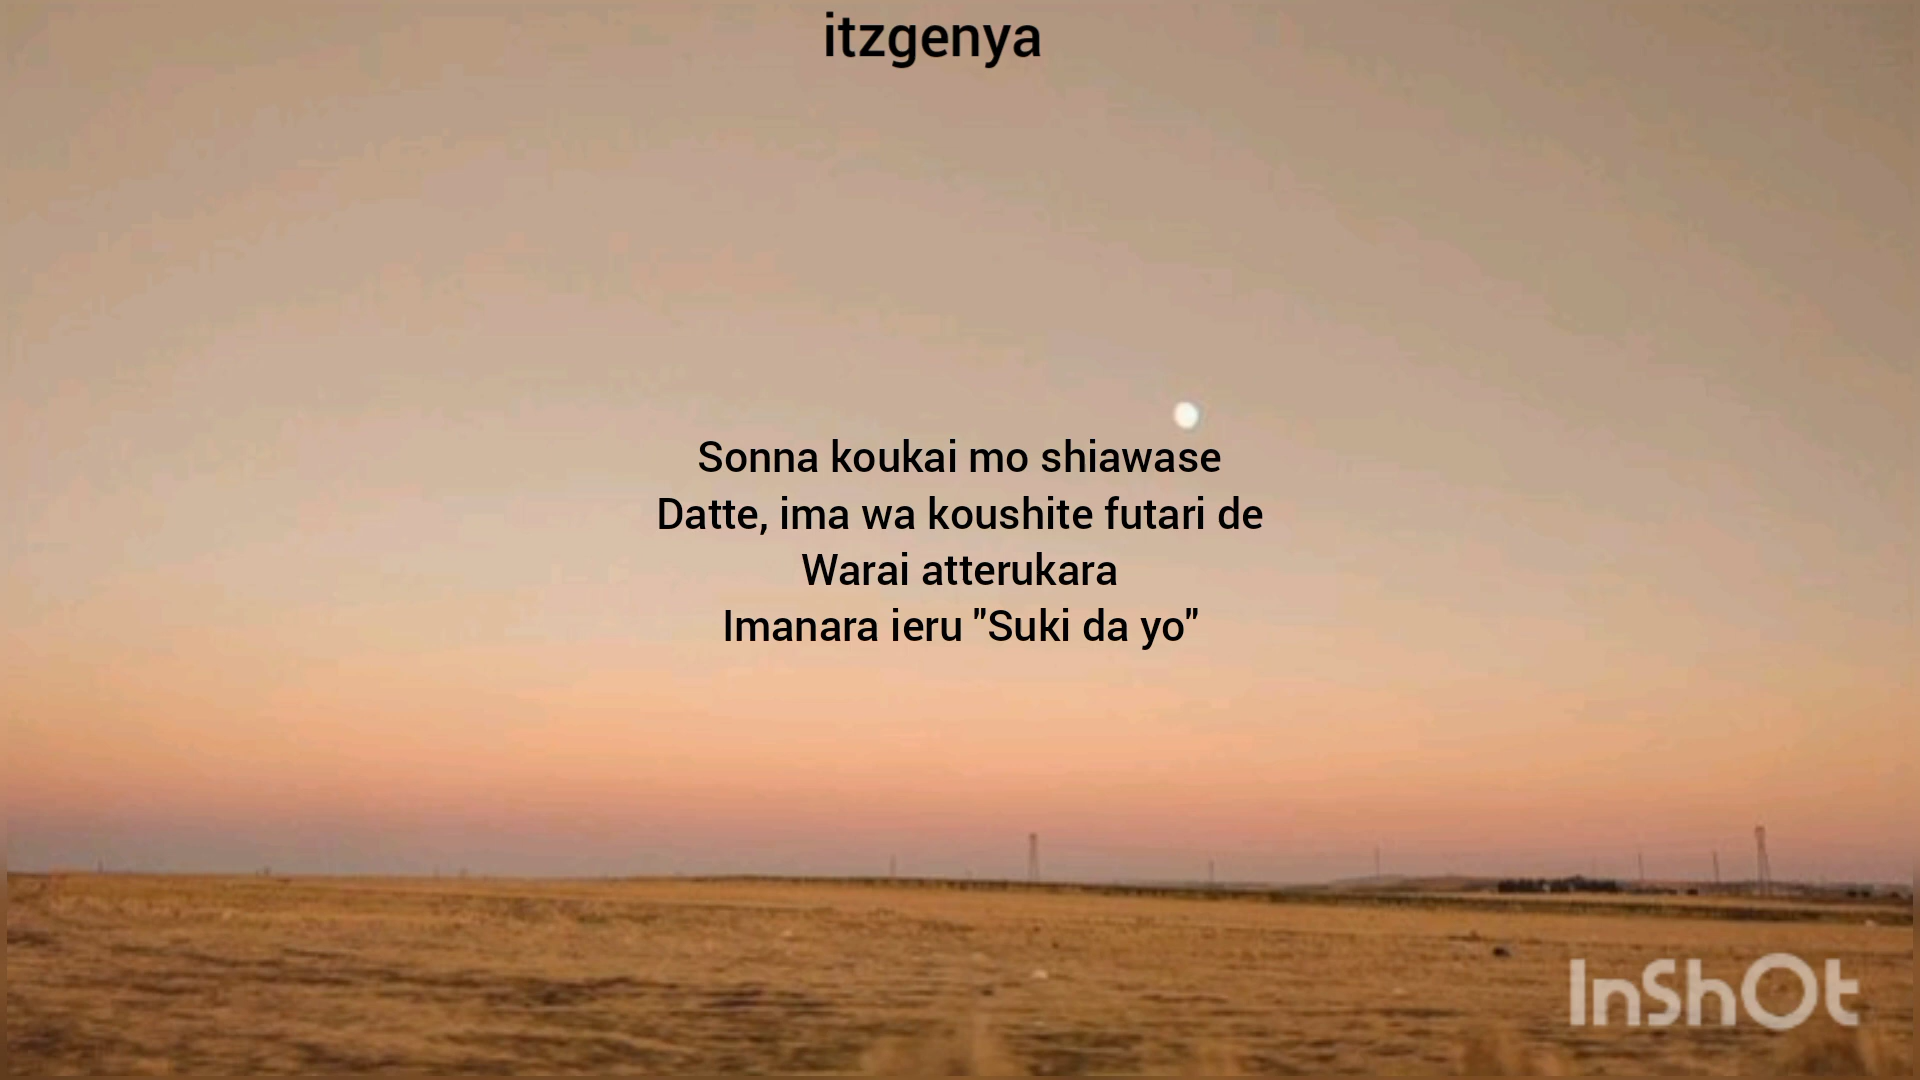 itzgenya
Sonna koukai mo shiawase
Datte, ima wa koushite futari de
Warai atterukara
Imanara ieru "Suki da yo"
InShOt